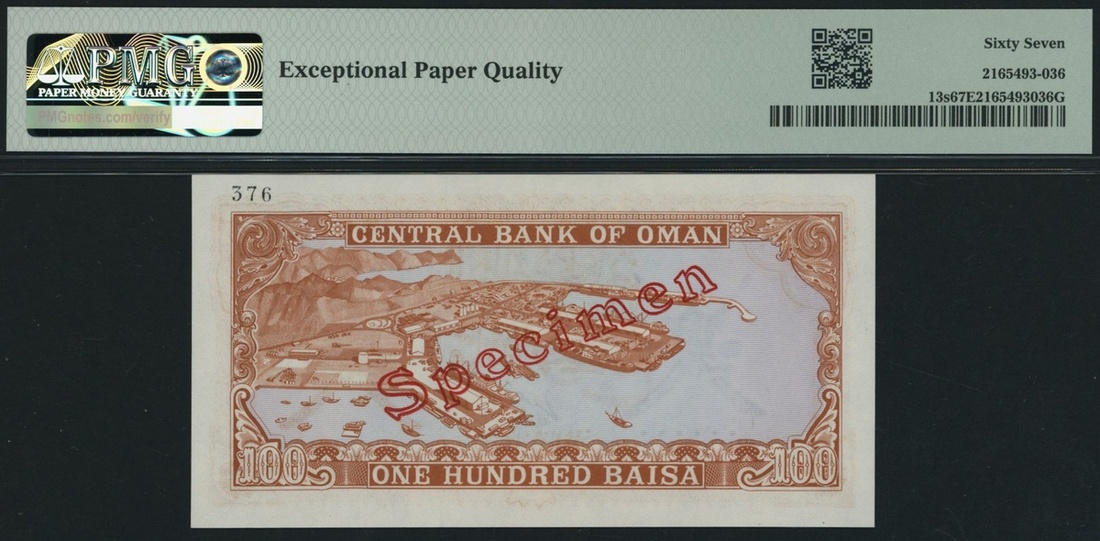 PMG
PAPER MONEY GUARANTY
PMGnotes.com/verify
Exceptional Paper Quality
Sixty Seven
2165493-036
13s67E2165493036G
376
CENTRAL BANK OF OMAN
Specimen
100
ONE HUNDRED BAISA
100